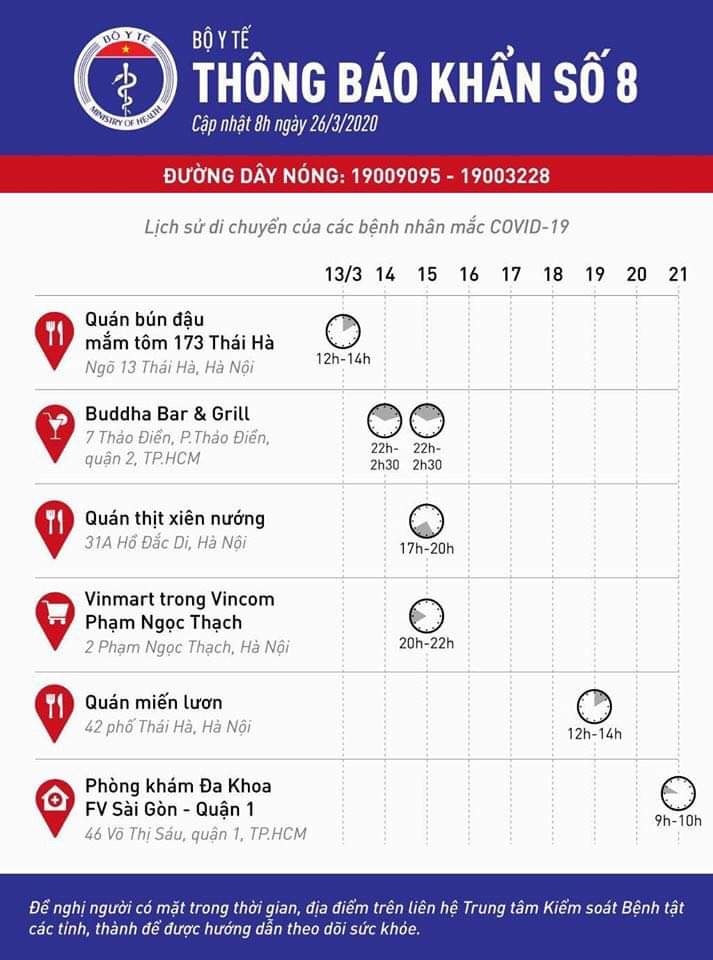 BỘ Y TẾ
MINISTRY OF HEALTH
BỘ Y TẾ
THÔNG BÁO KHẨN SỐ 8
Cập nhật 8h ngày 26/3/2020
ĐƯỜNG DÂY NÓNG: 19009095 - 19003228
Lịch sử di chuyển của các bệnh nhân mắc COVID-19
13/3 14 15 16 17 18 19 20 21
Quán bún đậu
mắm tôm 173 Thái Hà
Ngõ 13 Thái Hà, Hà Nội
12h-14h
Buddha Bar & Grill
7 Thảo Điền, P.Thảo Điền,
quận 2, TP.HCM
22h- 22h-
2h30 2h30
Quán thịt xiên nướng
31A Hồ Đắc Di, Hà Nội
17h-20h
Vinmart trong Vincom
Phạm Ngọc Thạch
2 Phạm Ngọc Thạch, Hà Nội
20h-22h
Quán miến lươn
42 phố Thái Hà, Hà Nội
12h-14h
Phòng khám Đa Khoa
FV Sài Gòn - Quận 1
46 Võ Thị Sáu, quận 1, TP.HCM
9h-10h
Đề nghị người có mặt trong thời gian, địa điểm trên liên hệ Trung tâm Kiểm soát Bệnh tật
các tỉnh, thành để được hướng dẫn theo dõi sức khỏe.